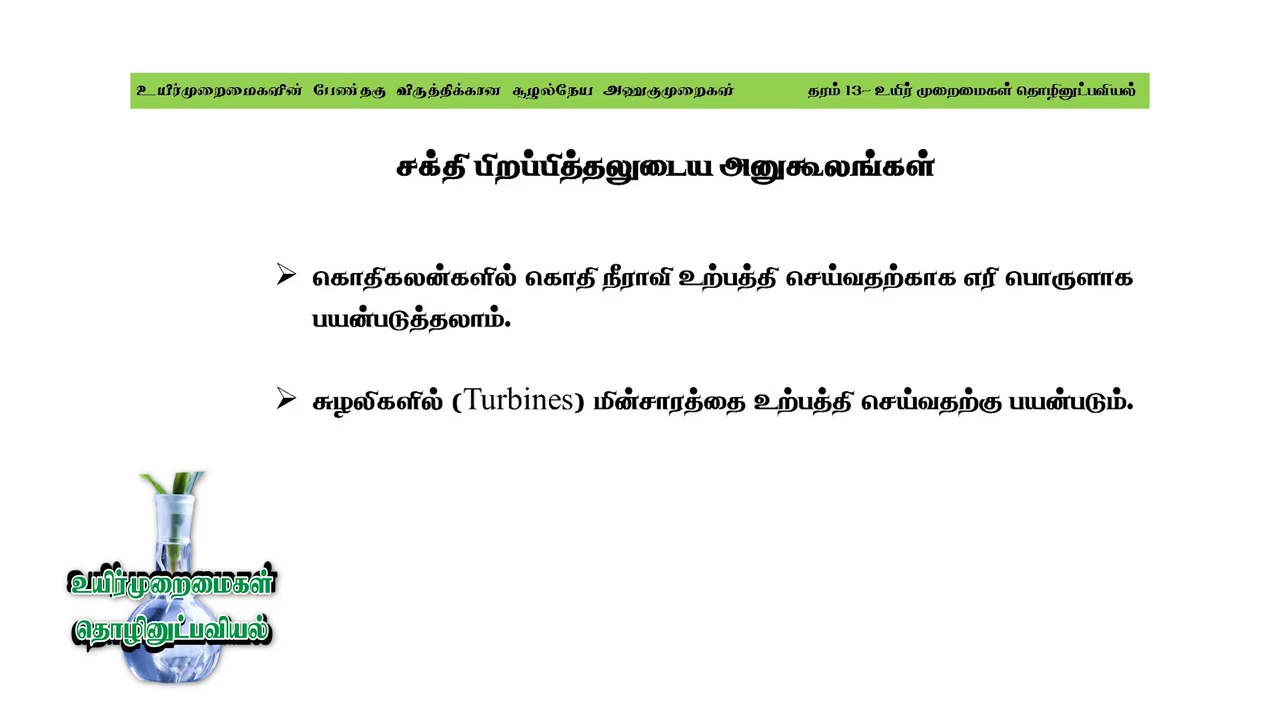 உயிர்முறைமைகளின் பேண்தகு விருத்திக்கான சூழல்நேய அணுகுமுறைகள் தரம் 13– உயிர் முறைமைகள் தொழினுட்பவியல்
சக்தி பிறப்பித்தலுடைய அனுகூலங்கள்
➢ கொதிகலன்களில் கொதி நீராவி உற்பத்தி செய்வதற்காக எரி பொருளாக
பயன்படுத்தலாம்.
➢ சுழலிகளில் (Turbines) மின்சாரத்தை உற்பத்தி செய்வதற்கு பயன்படும்.
உயிர்முறைமைகள்
தொழினுட்பவியல்